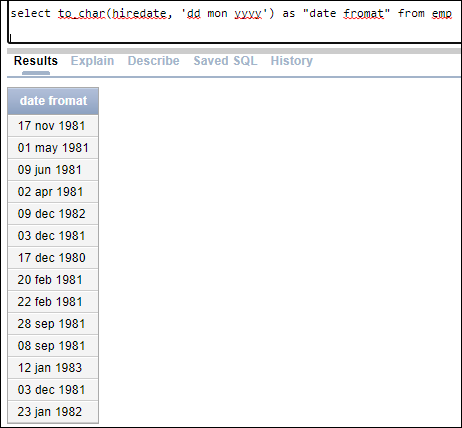 select to_char(hiredate, 'dd mon yyyy') as "date fromat" from emp
Results Explain Describe Saved SQL History
date fromat
17 nov 1981
01 may 1981
09 jun 1981
02 apr 1981
09 dec 1982
03 dec 1981
17 dec 1980
20 feb 1981
22 feb 1981
28 sep 1981
08 sep 1981
12 jan 1983
03 dec 1981
23 jan 1982